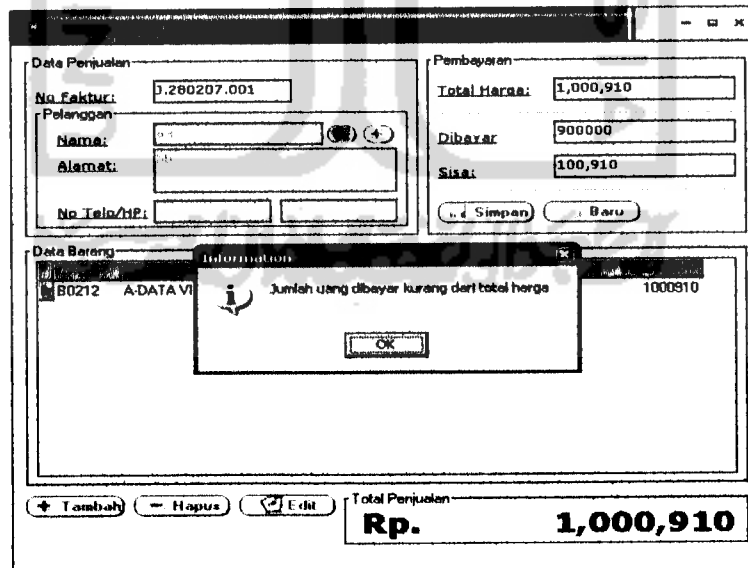 Data Penjualan
No Faktur: J.280207.001
Pelanggan
Nama:
Alamat:
No Telp/HP:
Pembayaran
Total Harga: 1,000,910
Dibayar 900000
Sisa: 100,910
Simpan Baru
Data Barang
B0212 A-DATA VI 1000910
Information
Jumlah uang dibayar kurang dari total harga
OK
Tambah Hapus Edit
Total Penjualan
Rp. 1,000,910